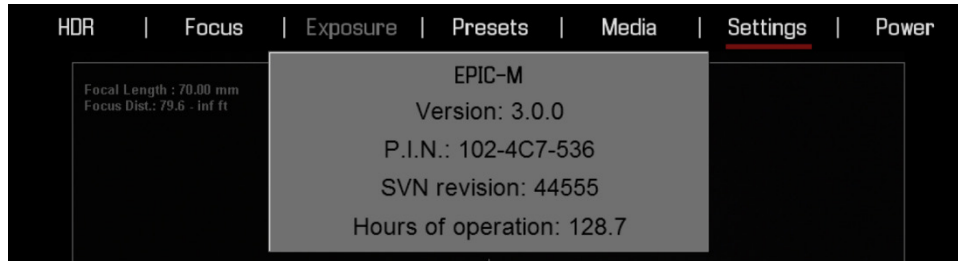 HDR | Focus | Exposure | Presets | Media | Settings | Power
Focal Length : 70.00 mm
Focus Dist.: 79.6 - inf ft
EPIC-M
Version: 3.0.0
P.I.N.: 102-4C7-536
SVN revision: 44555
Hours of operation: 128.7